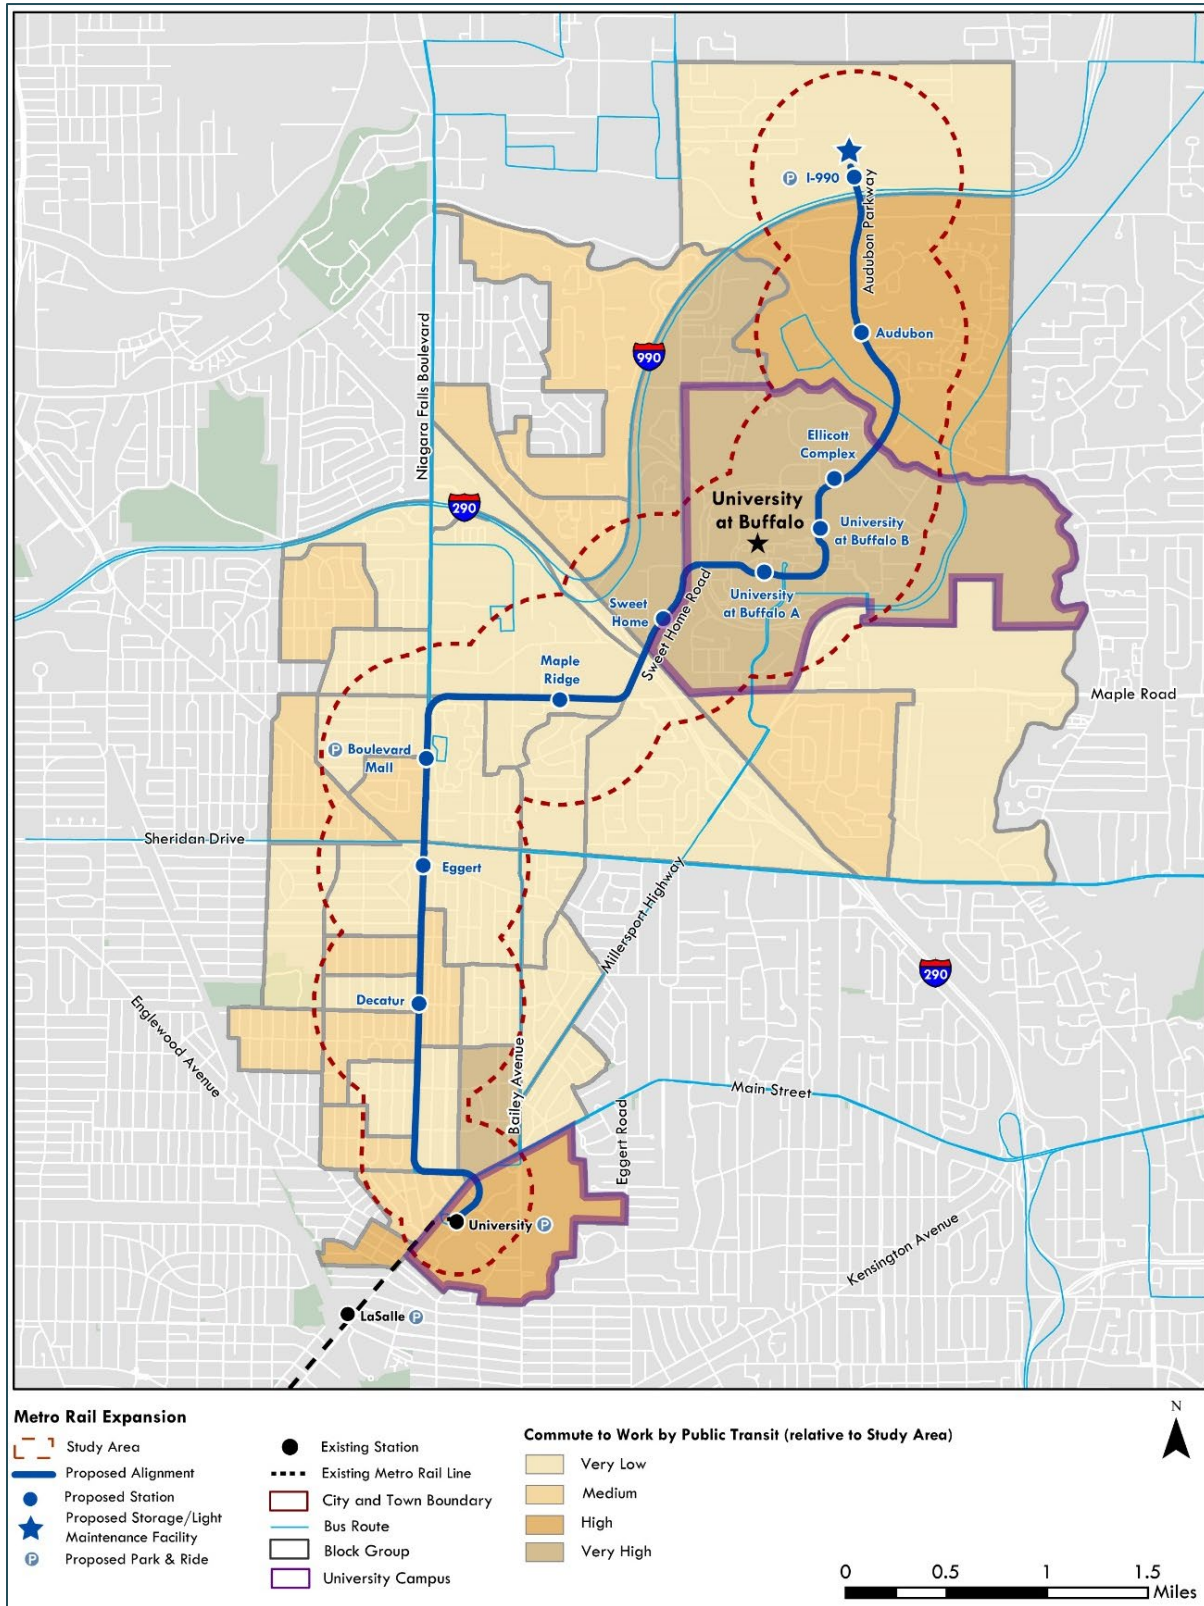 I-990
Audubon Parkway
Audubon
Niagara Falls Boulevard
990
Ellicott
Complex
290
University
at Buffalo
University
at Buffalo B
University
at Buffalo A
Sweet
Home
Sweet Home Road
Maple
Ridge
Maple Road
P
Boulevard
Mall
Sheridan Drive
Eggert
Millersport Highway
290
Decatur
Englewood Avenue
Bailey Avenue
Main Street
Eggert Road
University P
Kensington Avenue
LaSalle P
P
Metro Rail Expansion
Study Area
Proposed Alignment
Proposed Station
Proposed Storage/Light
Maintenance Facility
P Proposed Park & Ride
Existing Station
Existing Metro Rail Line
City and Town Boundary
Bus Route
Block Group
University Campus
Commute to Work by Public Transit (relative to Study Area)
Very Low
Medium
High
Very High
N
0 0.5 1 1.5
Miles